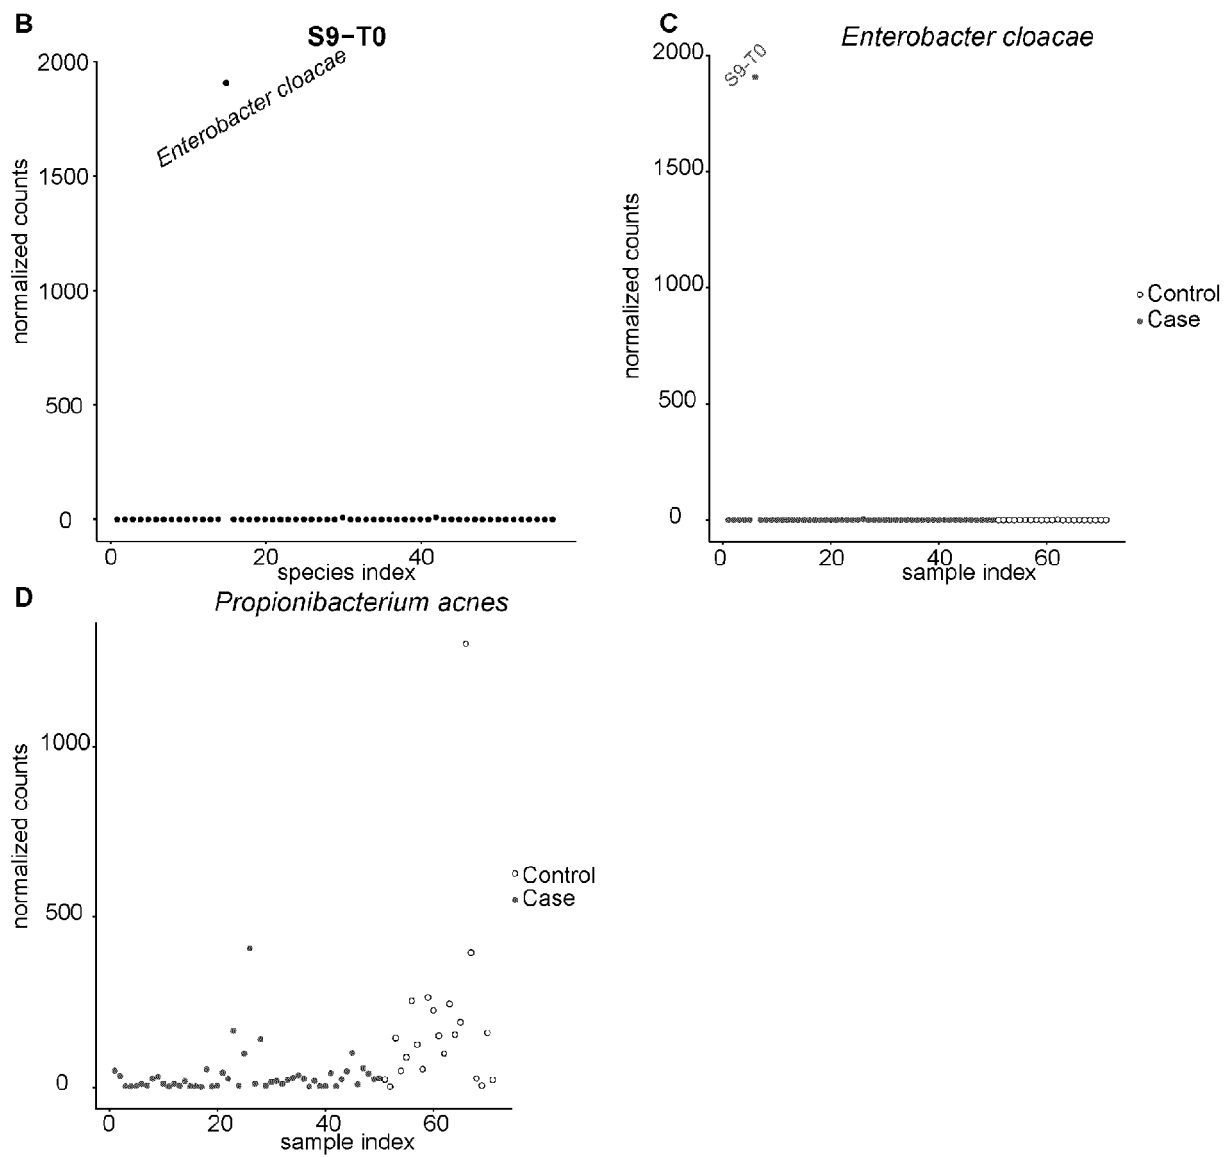 B
S9−T0
2000
1500
1000
500
0
normalized counts
Enterobacter cloacae
0 20 40
species index
C
Enterobacter cloacae
2000
1500
1000
500
0
normalized counts
S9−T0
Control
Case
0 20 40 60
sample index
D
Propionibacterium acnes
1000
500
0
normalized counts
Control
Case
0 20 40 60
sample index